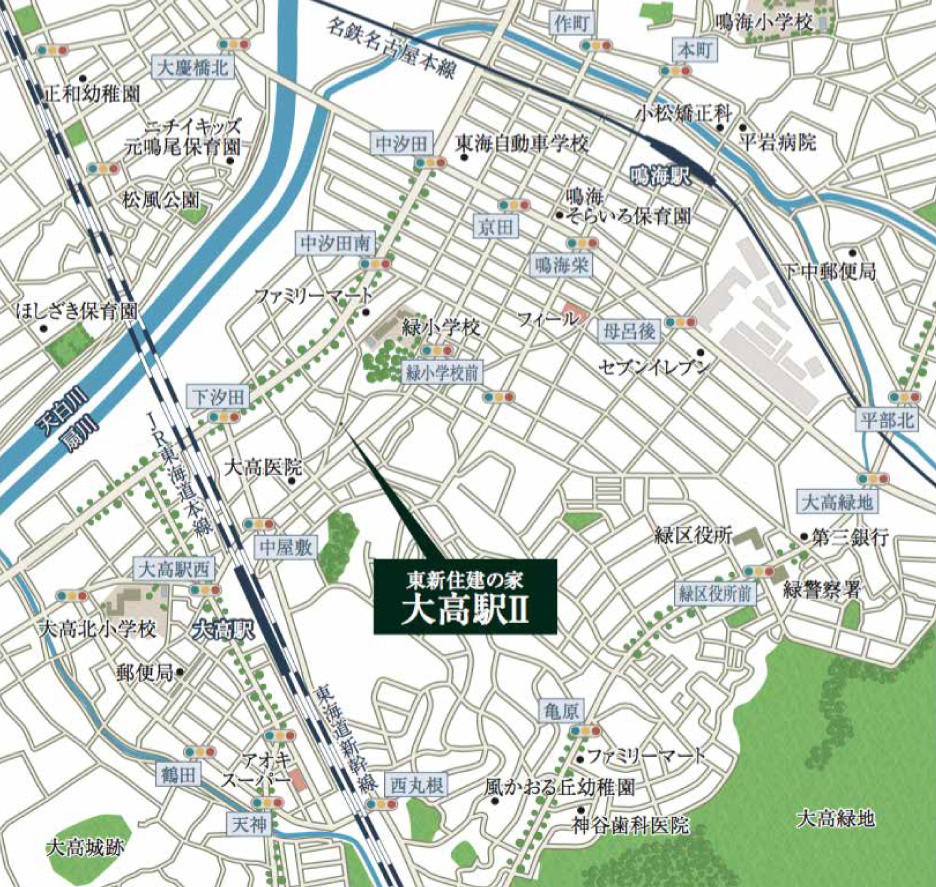 作町
鳴海小学校
名鉄名古屋本線
本町
大慶橋北
正和幼稚園
小松矯正科
ニチイキッズ
元鳴尾保育園
中汐田
東海自動車学校
平岩病院
鳴海駅
松風公園
鳴海
そらいろ保育園
京田
中汐田南
鳴海栄
下中郵便局
ファミリーマート
ほしざき保育園
緑小学校
フィール
母呂後
セブンイレブン
緑小学校前
下汐田
天白川
扇川
平部北
JR東海道本線
大高医院
大高緑地
中屋敷
緑区役所
第三銀行
大高駅西
東新住建の家
大高駅II
緑区役所前
緑警察署
大高北小学校
大高駅
郵便局
東海道新幹線
亀原
ファミリーマート
アオキ
スーパー
鶴田
西丸根
風かおる丘幼稚園
天神
神谷歯科医院
大高緑地
大高城跡